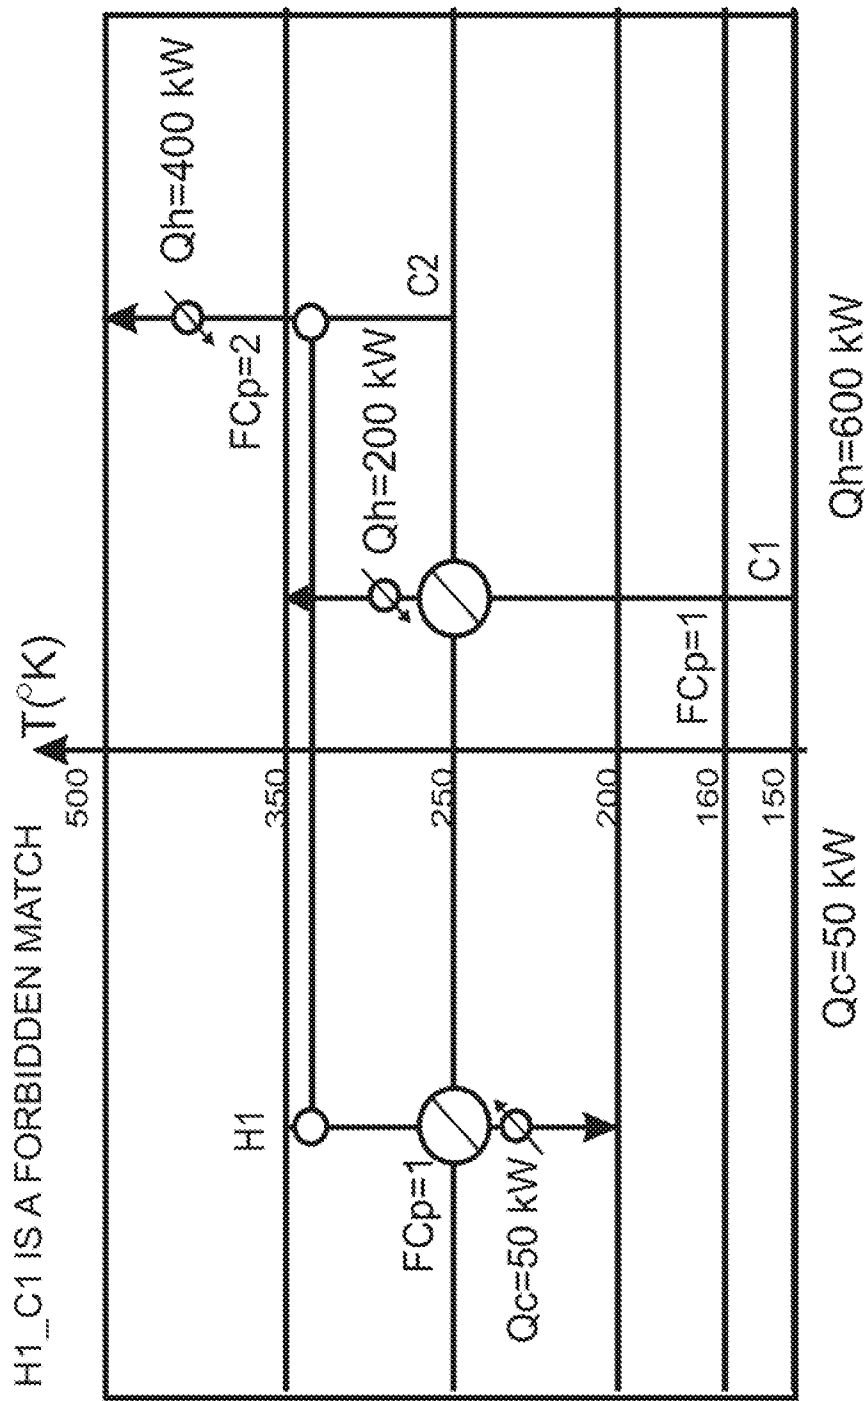 H1_C1 IS A FORBIDDEN MATCH
T(°K)
500
350
250
200
160
150
H1
FCp=1
Qc=50 kW
Qh=400 kW
FCp=2
C2
Qh=200 kW
FCp=1
C1
Qc=50 kW
Qh=600 kW